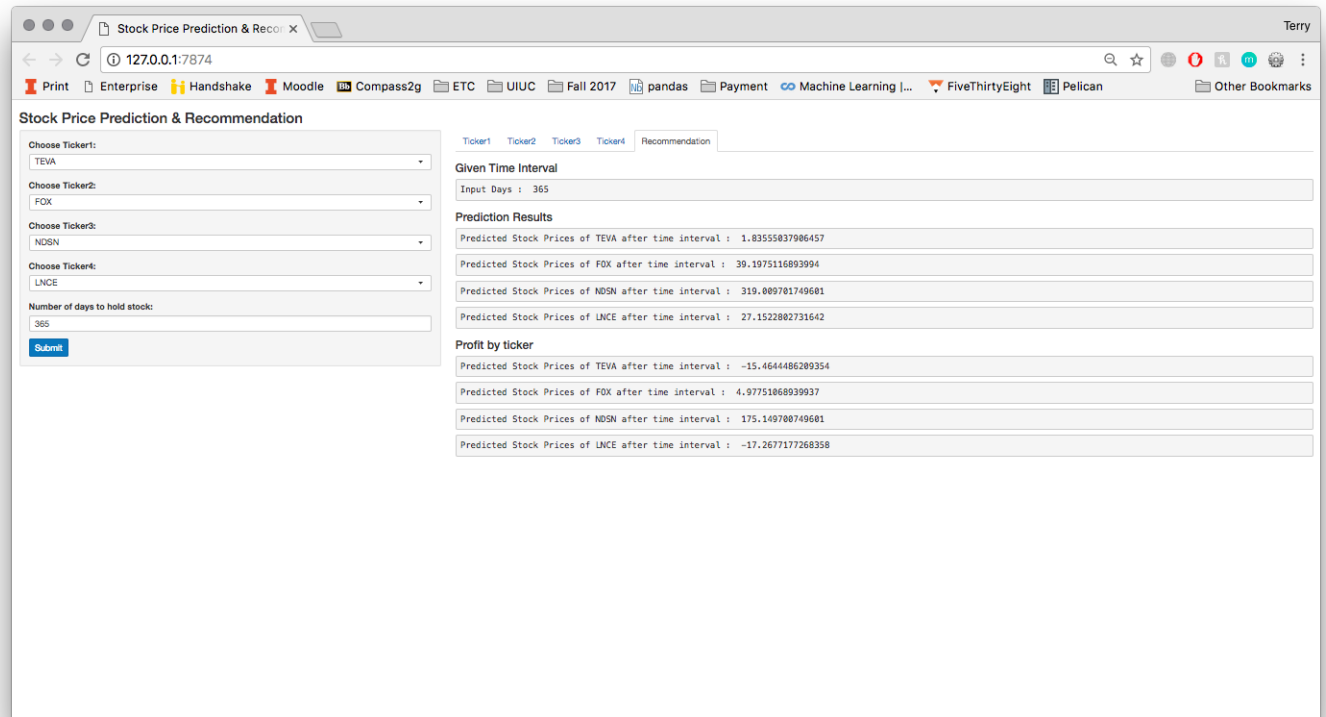 Stock Price Prediction & Recor
Terry
127.0.0.1:7874
Print Enterprise Handshake Moodle Bb Compass2g ETC UIUC Fall 2017 Nb pandas Payment CO Machine Learning |... FiveThirtyEight Pelican Other Bookmarks
Stock Price Prediction & Recommendation
Choose Ticker1:
TEVA
Choose Ticker2:
FOX
Choose Ticker3:
NDSN
Choose Ticker4:
LNCE
Number of days to hold stock:
365
Submit
Ticker1 Ticker2 Ticker3 Ticker4 Recommendation
Given Time Interval
Input Days : 365
Prediction Results
Predicted Stock Prices of TEVA after time interval : 1.83555037906457
Predicted Stock Prices of FOX after time interval : 39.1975116893994
Predicted Stock Prices of NDSN after time interval : 319.009701749601
Predicted Stock Prices of LNCE after time interval : 27.1522802731642
Profit by ticker
Predicted Stock Prices of TEVA after time interval : -15.4644486209354
Predicted Stock Prices of FOX after time interval : 4.97751068939937
Predicted Stock Prices of NDSN after time interval : 175.149700749601
Predicted Stock Prices of LNCE after time interval : -17.2677177268358